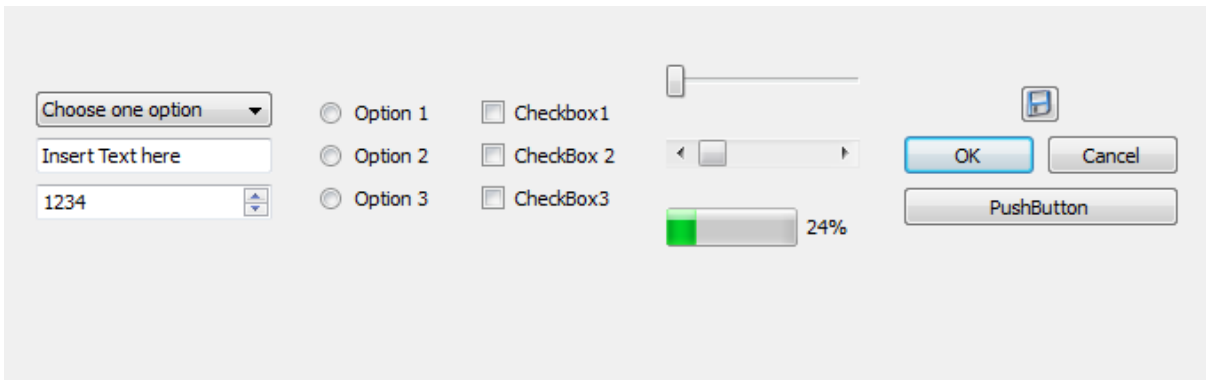 Choose one option
Insert Text here
1234
Option 1
Option 2
Option 3
Checkbox1
CheckBox 2
CheckBox3
24%
OK
Cancel
PushButton